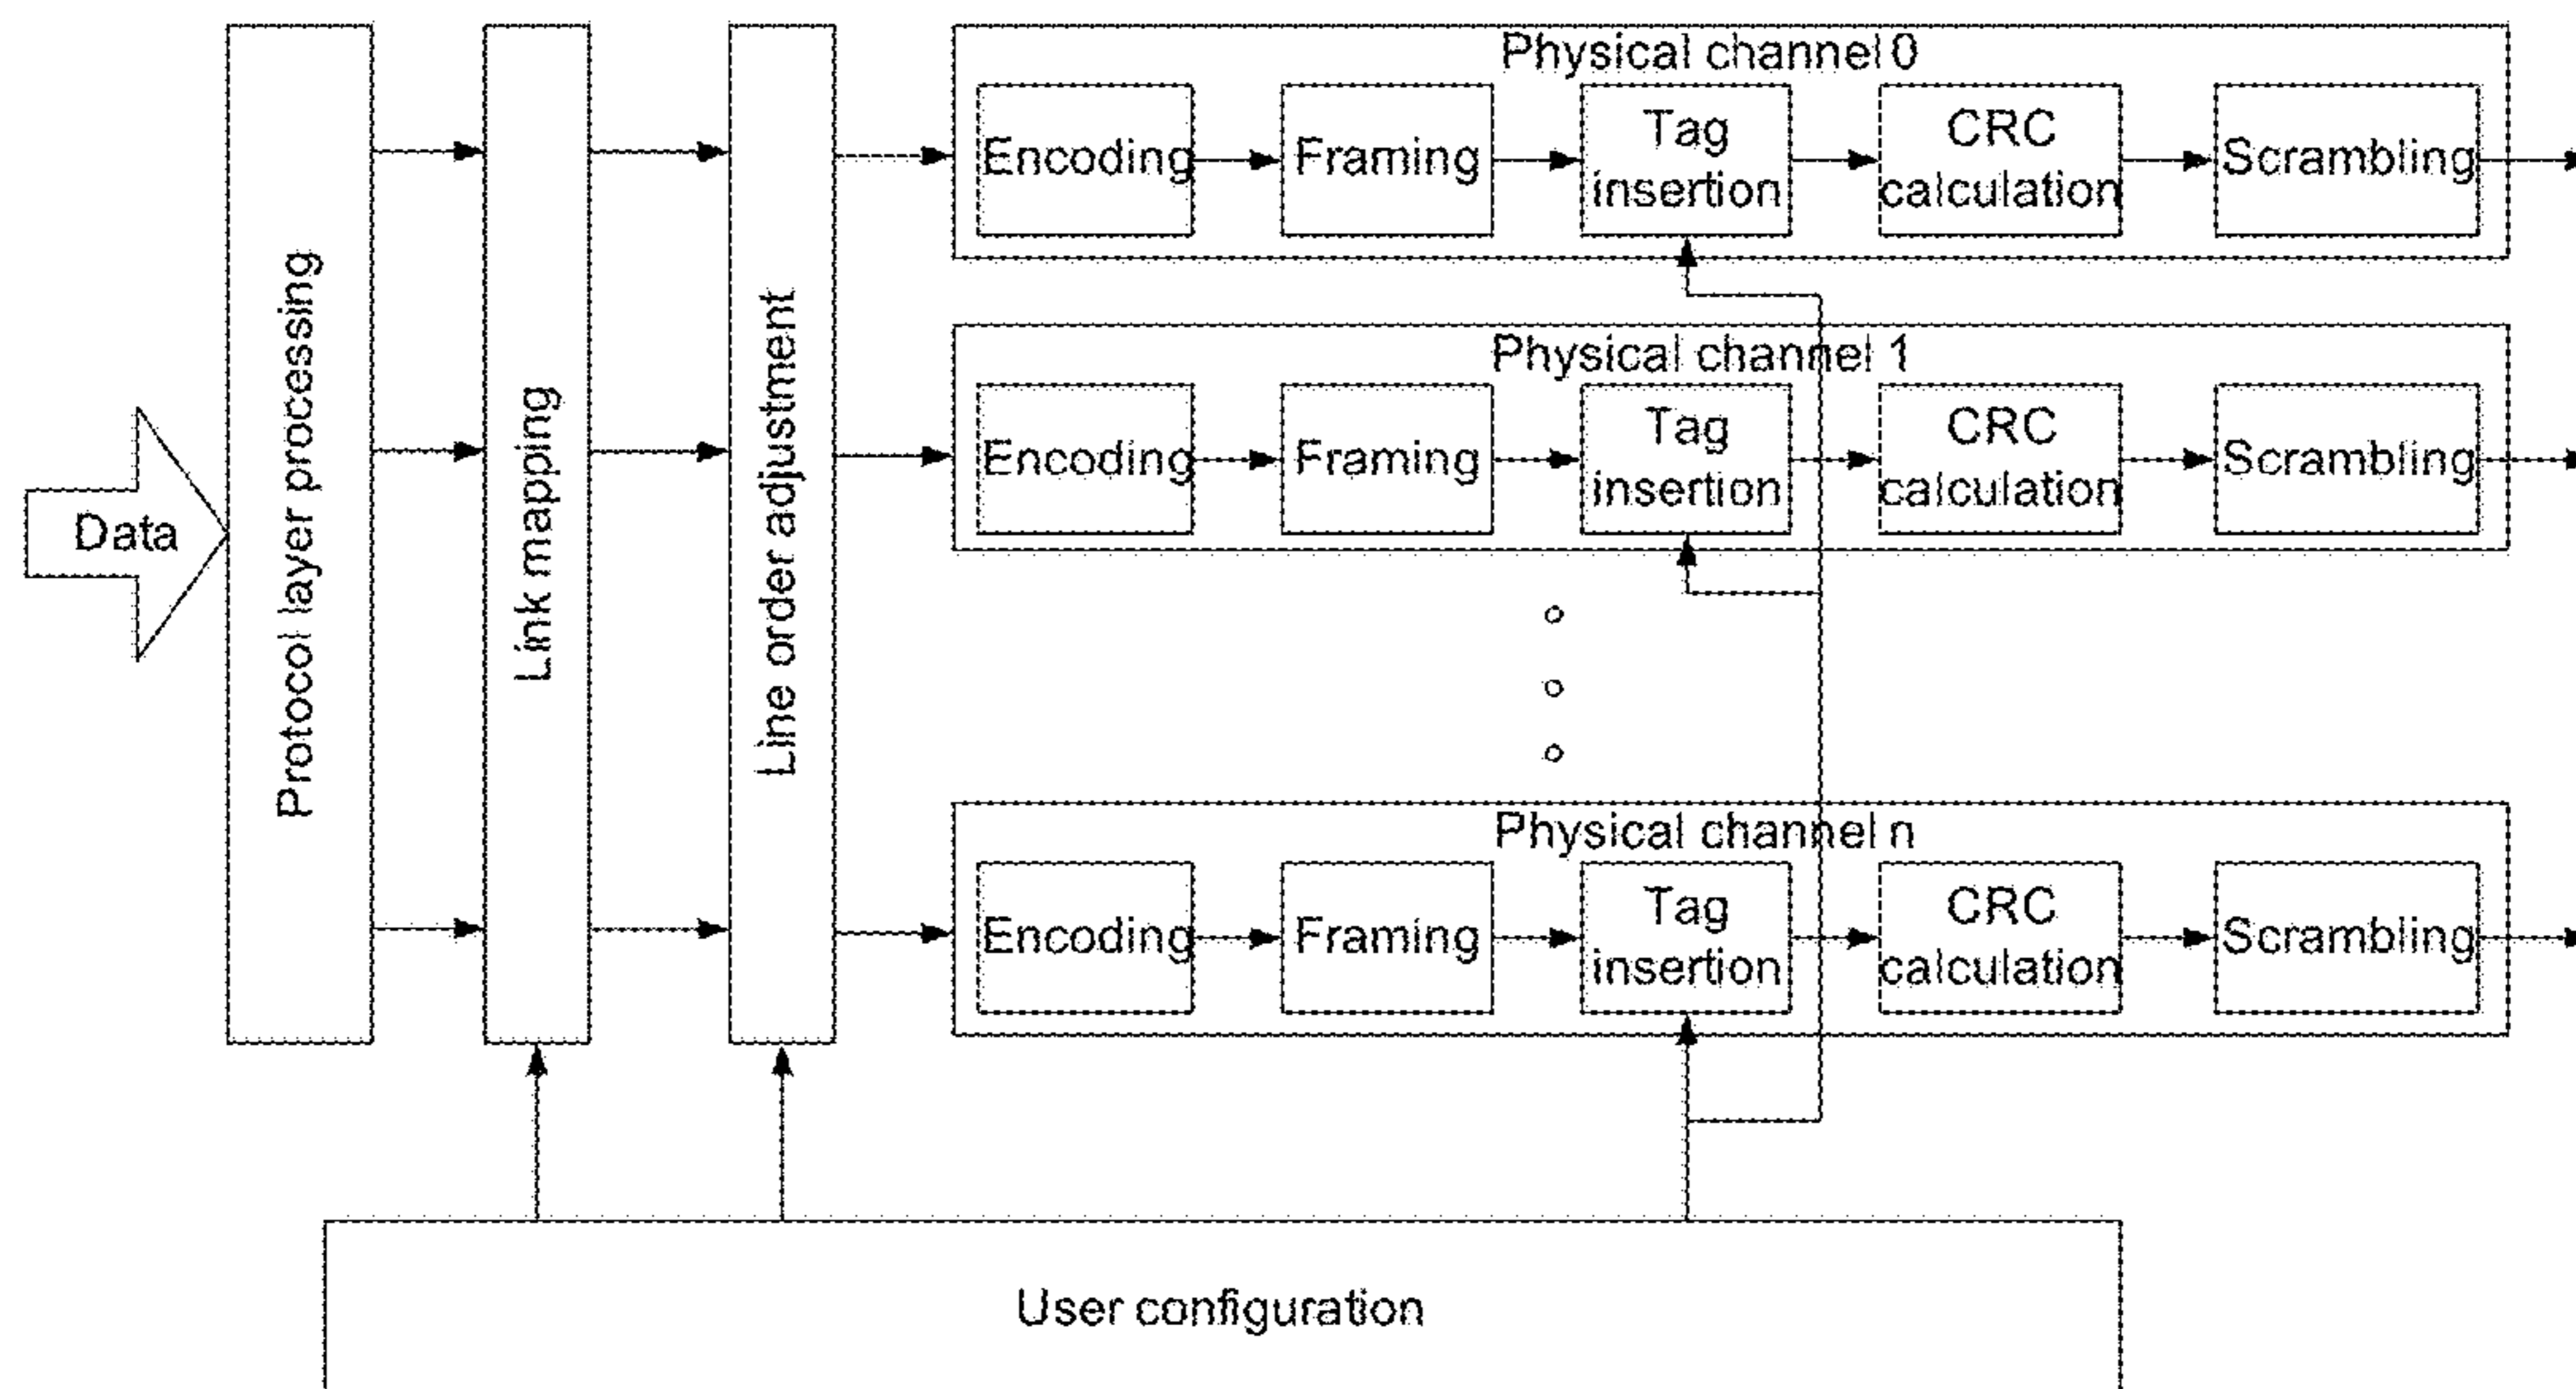 Data
Protocol layer processing
Link mapping
Line order adjustment
Physical channel 0
Encoding
Framing
Tag
insertion
CRC
calculation
Scrambling
Physical channel 1
Encoding
Framing
Tag
insertion
CRC
calculation
Scrambling
Physical channel n
Encoding
Framing
Tag
insertion
CRC
calculation
Scrambling
User configuration